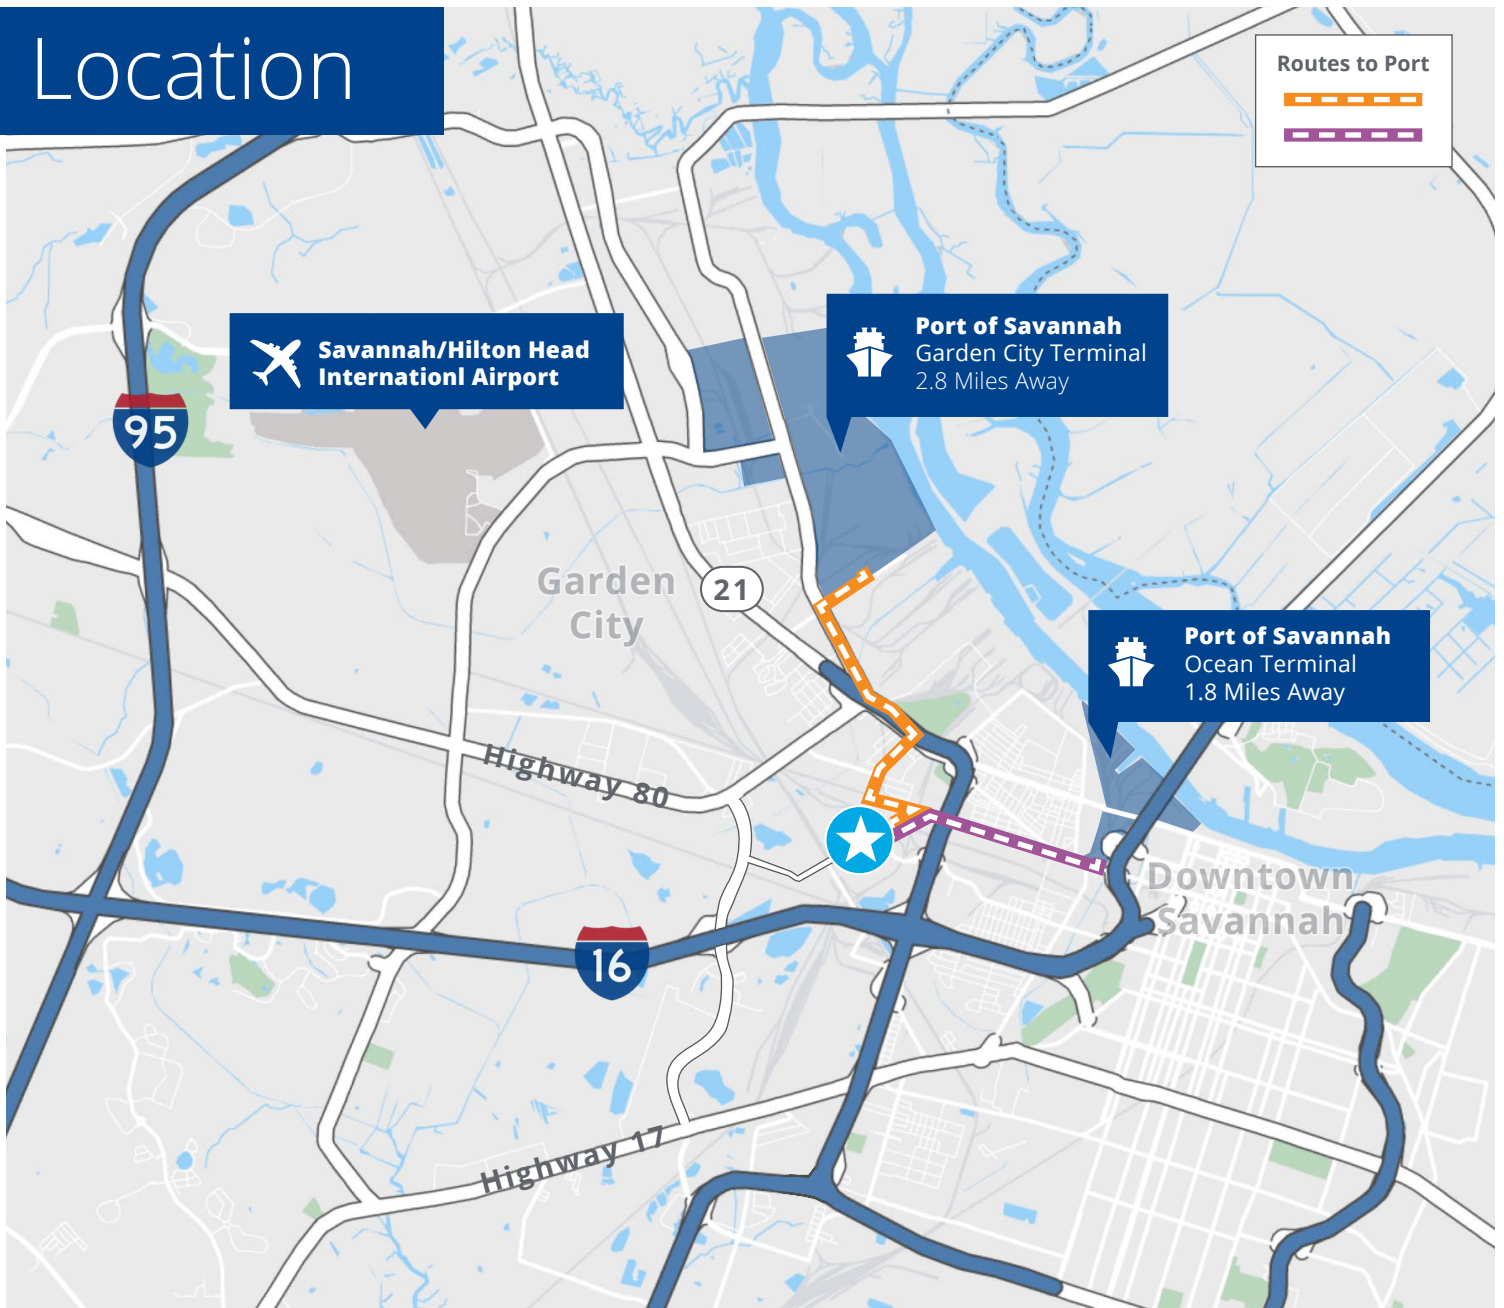 Location
Routes to Port
Savannah/Hilton Head
Internationl Airport
Port of Savannah
Garden City Terminal
2.8 Miles Away
95
Garden
City
21
Port of Savannah
Ocean Terminal
1.8 Miles Away
Highway 80
Downtown
Savannah
16
Highway 17